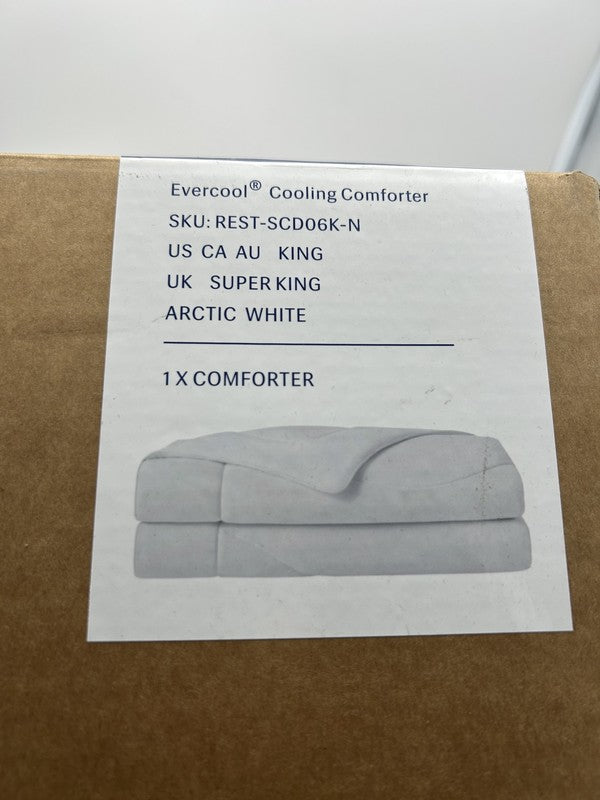 Evercool® Cooling Comforter
SKU: REST-SCD06K-N
US CA AU KING
UK SUPER KING
ARCTIC WHITE
1 X COMFORTER